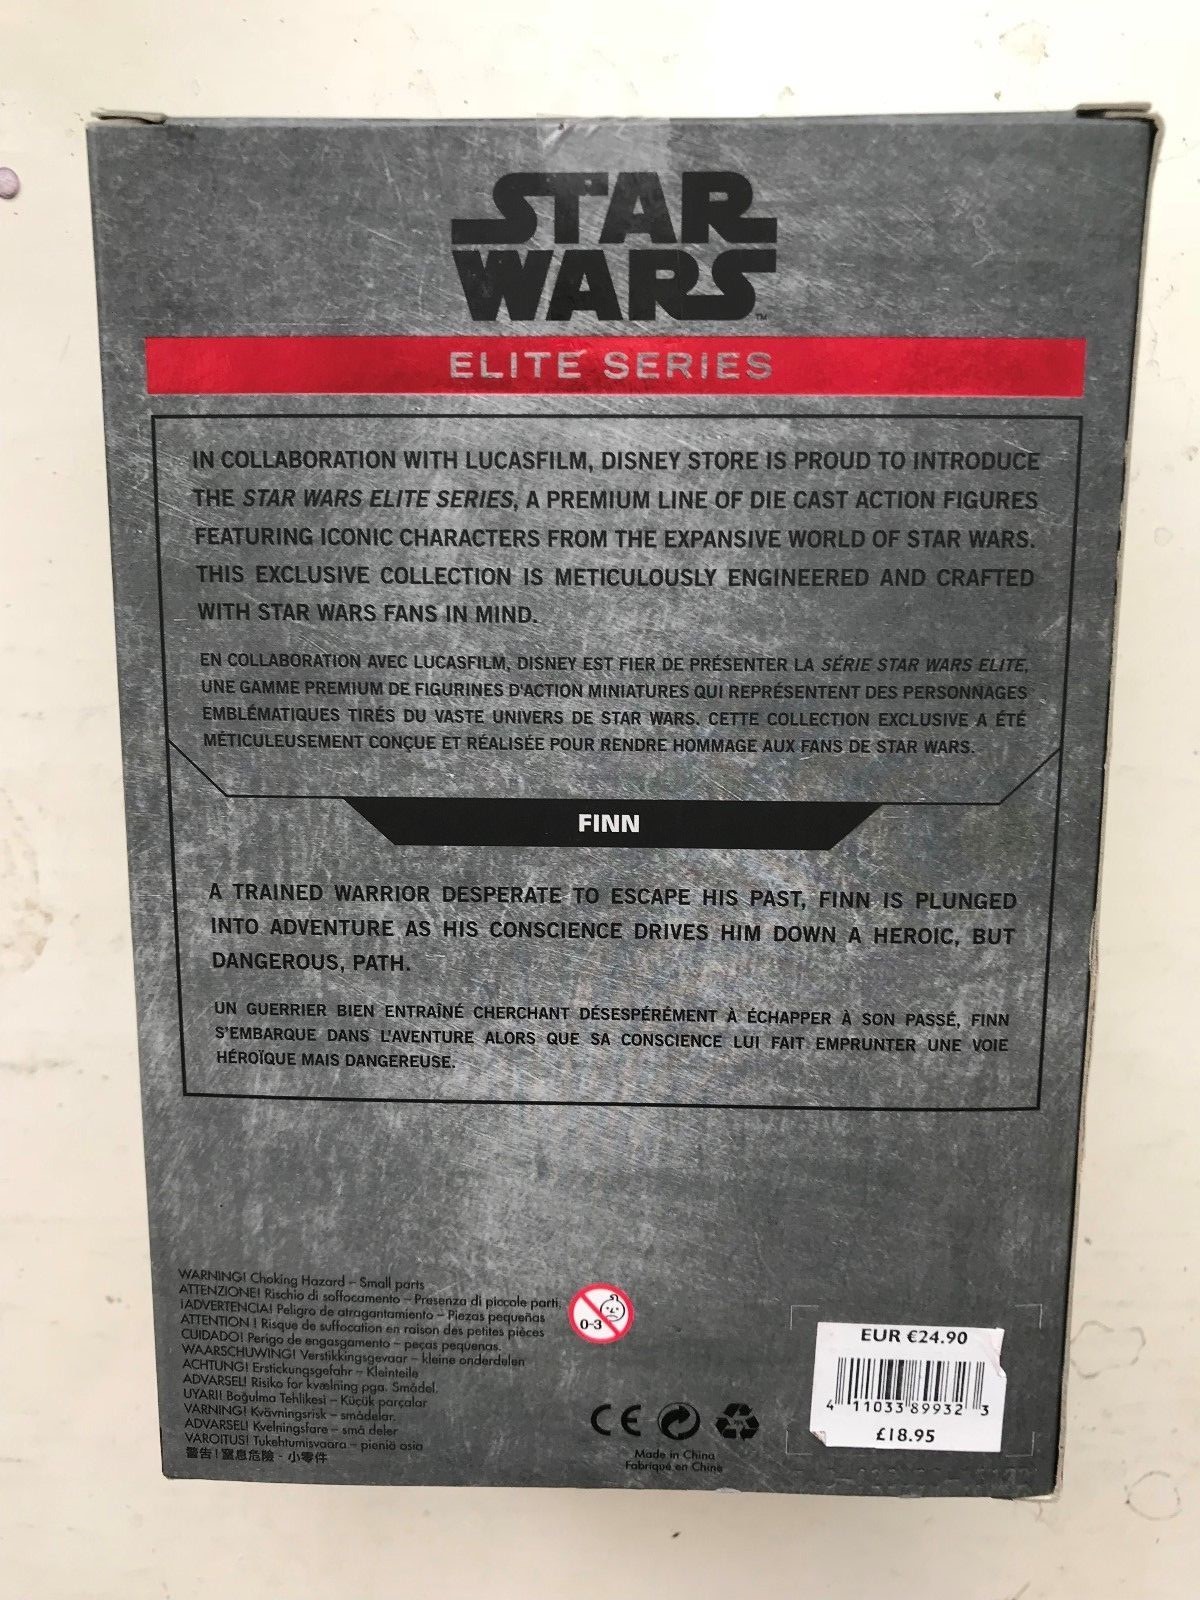 STAR
WARS™
ELITE SERIES
IN COLLABORATION WITH LUCASFILM, DISNEY STORE IS PROUD TO INTRODUCE
THE STAR WARS ELITE SERIES, A PREMIUM LINE OF DIE CAST ACTION FIGURES
FEATURING ICONIC CHARACTERS FROM THE EXPANSIVE WORLD OF STAR WARS.
THIS EXCLUSIVE COLLECTION IS METICULOUSLY ENGINEERED AND CRAFTED
WITH STAR WARS FANS IN MIND.
EN COLLABORATION AVEC LUCASFILM, DISNEY EST FIER DE PRÉSENTER LA SÉRIE STAR WARS ELITE,
UNE GAMME PREMIUM DE FIGURINES D'ACTION MINIATURES QUI REPRÉSENTENT DES PERSONNAGES
EMBLÉMATIQUES TIRÉS DU VASTE UNIVERS DE STAR WARS. CETTE COLLECTION EXCLUSIVE A ÉTÉ
MÉTICULEUSEMENT CONÇUE ET RÉALISÉE POUR RENDRE HOMMAGE AUX FANS DE STAR WARS.
FINN
A TRAINED WARRIOR DESPERATE TO ESCAPE HIS PAST, FINN IS PLUNGED
INTO ADVENTURE AS HIS CONSCIENCE DRIVES HIM DOWN A HEROIC, BUT
DANGEROUS, PATH.
UN GUERRIER BIEN ENTRAÎNÉ CHERCHANT DÉSESPÉRÉMENT À ÉCHAPPER À SON PASSÉ, FINN
S'EMBARQUE DANS L'AVENTURE ALORS QUE SA CONSCIENCE LUI FAIT EMPRUNTER UNE VOIE
HÉROÏQUE MAIS DANGEREUSE.
WARNING! Choking Hazard – Small parts
ATTENZIONE! Rischio di soffocamento – Presenza di piccole parti,
¡ADVERTENCIA! Peligro de atragantamiento – Piezas pequeñas
ATTENTION ! Risque de suffocation en raison des petites pièces
CUIDADO! Perigo de engasgamento – peças pequenas.
WAARSCHUWING! Verstikkingsgevaar – kleine onderdelen
ACHTUNG! Erstickungsgefahr – Kleinteile
ADVARSEL! Risiko for kvælning pga. Smådel.
UYARI! Boğulma Tehlikesi – Küçük parçalar
VARNING! Kvävningsrisk – smådelar.
ADVARSEL! Kvelningsfare – små deler
VAROITUS! Tukehtumisvaara – pieniä osia
警告！窒息危險 - 小零件
0-3
CE
Made in China
Fabriqué en Chine
EUR €24.90
4 11033 89932 3
£18.95